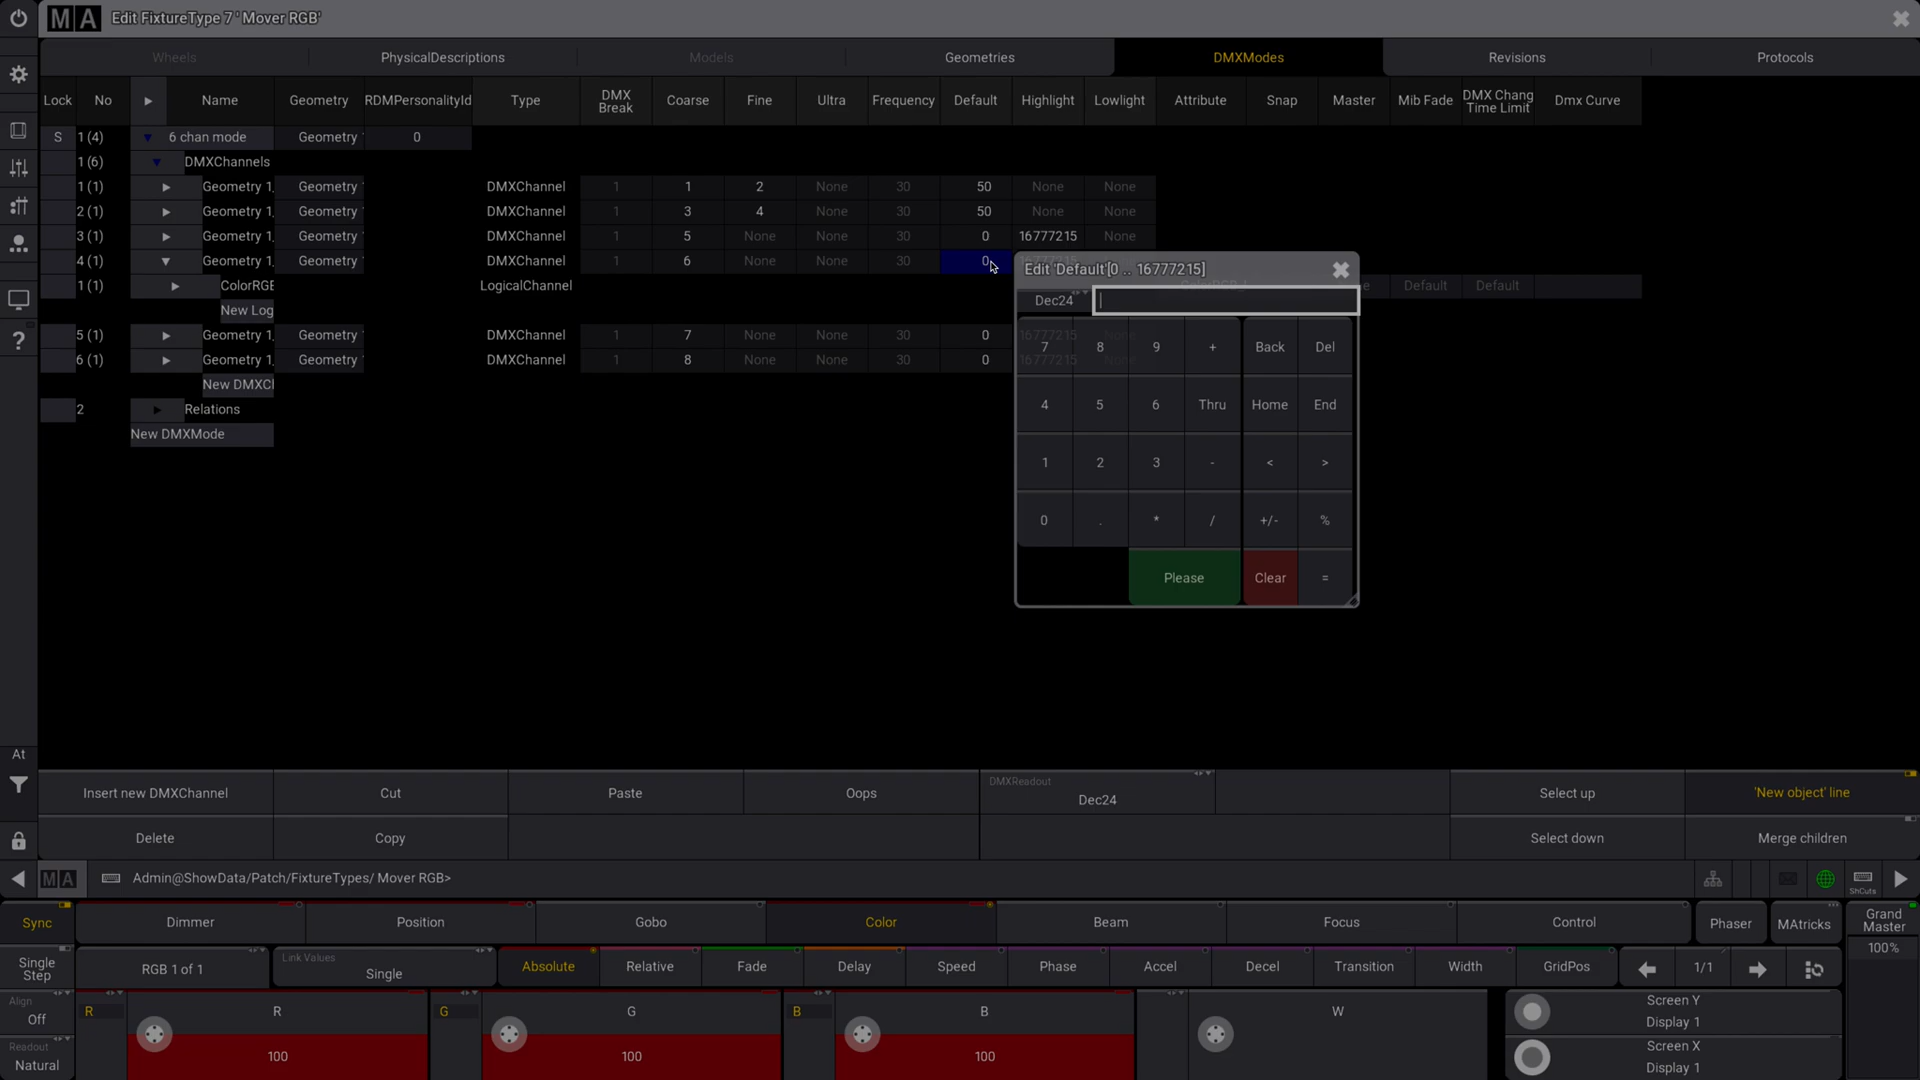 MA Edit FixtureType 7 ' Mover RGB'
Wheels PhysicalDescriptions Models Geometries DMXModes Revisions Protocols
Lock No Name Geometry RDMPersonalityId Type DMX Break Coarse Fine Ultra Frequency Default Highlight Lowlight Attribute Snap Master Mib Fade DMX Chang Time Limit Dmx Curve
S 1 (4) 6 chan mode Geometry 0
1 (6) DMXChannels
1 (1) Geometry 1 Geometry DMXChannel 1 1 2 None 30 50 None None
2 (1) Geometry 1 Geometry DMXChannel 1 3 4 None 30 50 None None
3 (1) Geometry 1 Geometry DMXChannel 1 5 None None 30 0 16777215 None
4 (1) Geometry 1 Geometry DMXChannel 1 6 None None 30 0
1 (1) ColorRGE LogicalChannel Default Default
New Log
5 (1) Geometry 1 Geometry DMXChannel 1 7 None None 30 0 16777215
6 (1) Geometry 1 Geometry DMXChannel 1 8 None None 30 0 16777215
New DMXCl
2 Relations
New DMXMode
Edit 'Default'[0 .. 16777215]
Dec24
7 8 9 + Back Del
4 5 6 Thru Home End
1 2 3 - < >
0 . * / +/- %
Please Clear =
At
Insert new DMXChannel Cut Paste Oops DMXReadout Dec24 Select up 'New object' line
Delete Copy Select down Merge children
MA Admin@ShowData/Patch/FixtureTypes/ Mover RGB> ShCuts
Sync Dimmer Position Gobo Color Beam Focus Control Phaser MAtricks Grand Master
100%
Single Step RGB 1 of 1 Link Values Single Absolute Relative Fade Delay Speed Phase Accel Decel Transition Width GridPos 1/1
Align Off R R G G B B W Screen Y Display 1
Readout Natural 100 100 100 Screen X Display 1